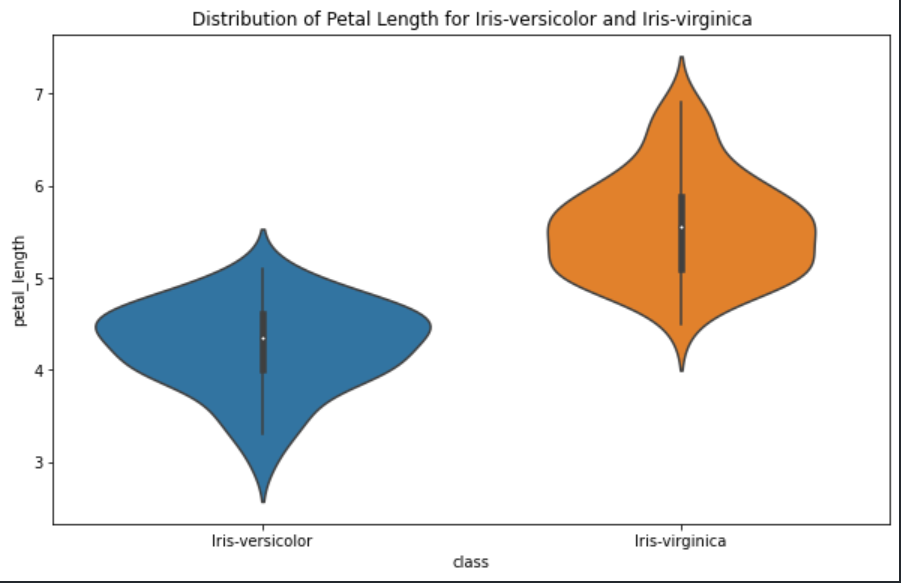 Distribution of Petal Length for Iris-versicolor and Iris-virginica
7
6
5
4
3
petal_length
Iris-versicolor Iris-virginica
class